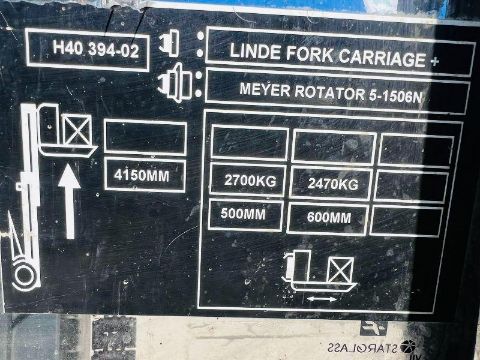 H40 394-02
LINDE FORK CARRIAGE +
MEYER ROTATOR 5-1506N
4150MM
2700KG 2470KG
500MM 600MM
STARGLASS